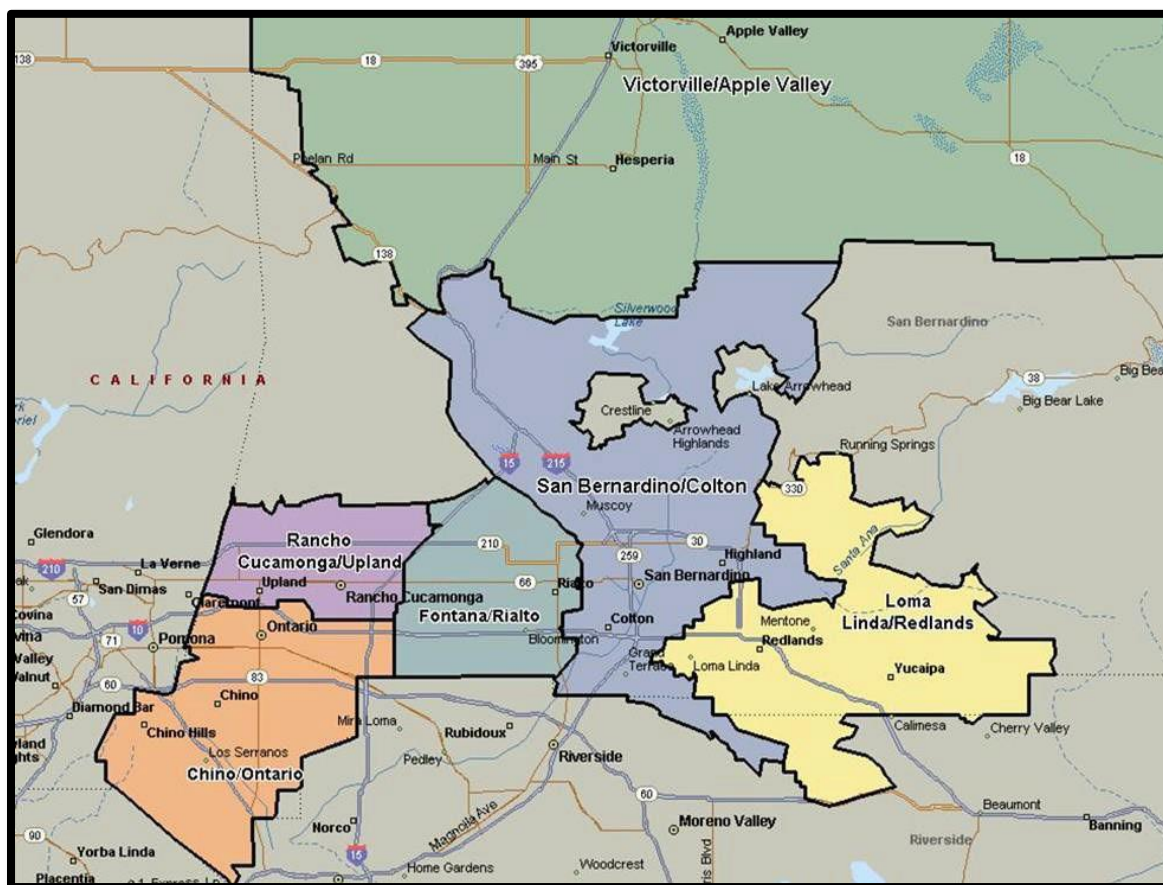 Apple Valley
Victorville
138
18
395
Victorville/Apple Valley
Phelan Rd
Main St
Hesperia
18
138
Silverwood
Lake
San Bernardino
CALIFORNIA
38
Big Bear
Lake Arrowhead
Big Bear Lake
Crestline
Arrowhead
Highlands
Running Springs
15
215
San Bernardino/Colton
330
Muscoy
Glendora
Rancho
Cucamonga/Upland
210
30
Santa Ana
259
Highland
210
La Verne
San Dimas
Upland
66
Rialto
San Bernardino
57
Claremont
Rancho Cucamonga
Loma
Linda/Redlands
Covina
Fontana/Rialto
Mentone
10
71
Pomona
Ontario
Bloomington
Colton
Redlands
Valley
Walnut
Grand
Terrace
Loma Linda
Yucaipa
60
83
Chino
Diamond Bar
Chino Hills
Mira Loma
Rubidoux
Calimesa
Cherry Valley
Los Serranos
Pedley
Riverside
Chino/Ontario
60
Beaumont
Norco
Magnolia Ave
Moreno Valley
Banning
90
15
Riverside
Yorba Linda
Home Gardens
Woodcrest
Placentia